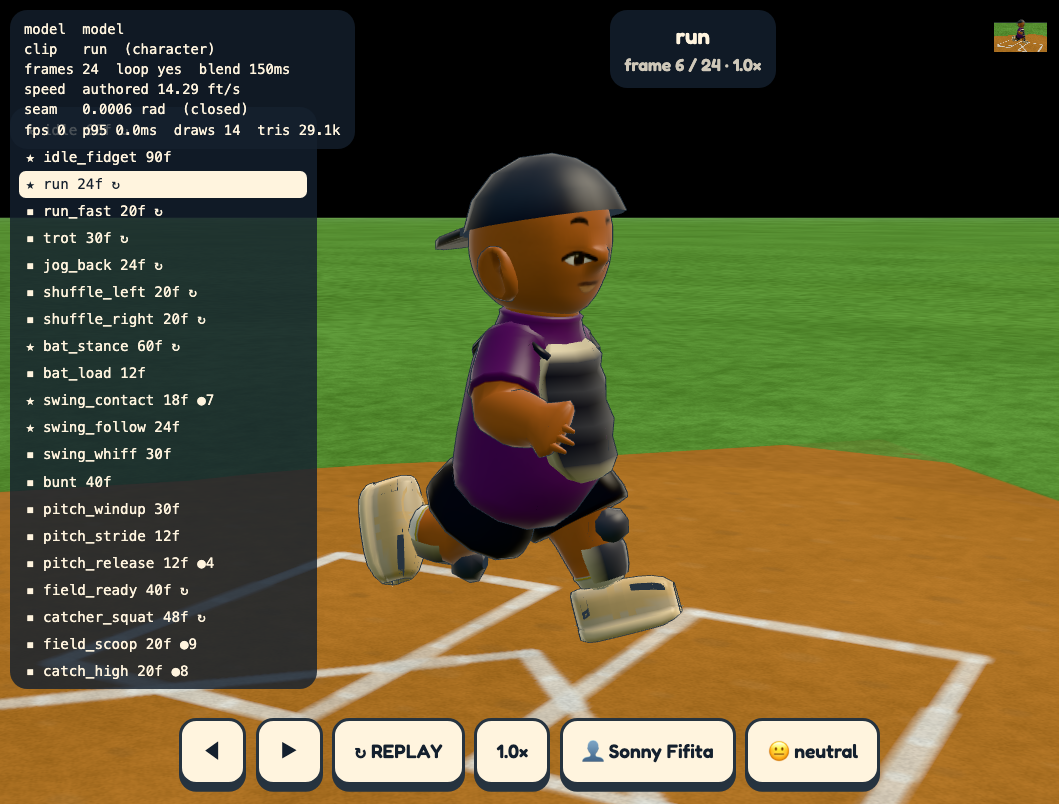 model model
clip run (character)
frames 24 loop yes blend 150ms
speed authored 14.29 ft/s
seam 0.0006 rad (closed)
fps 0 p95 0.0ms draws 14 tris 29.1k
★ idle_fidget 90f
★ run 24f ↻
▪ run_fast 20f ↻
▪ trot 30f ↻
▪ jog_back 24f ↻
▪ shuffle_left 20f ↻
▪ shuffle_right 20f ↻
★ bat_stance 60f ↻
▪ bat_load 12f
★ swing_contact 18f ●7
★ swing_follow 24f
▪ swing_whiff 30f
▪ bunt 40f
▪ pitch_windup 30f
▪ pitch_stride 12f
▪ pitch_release 12f ●4
▪ field_ready 40f ↻
▪ catcher_squat 48f ↻
▪ field_scoop 20f ●9
▪ catch_high 20f ●8
run
frame 6 / 24 · 1.0×
◀ ▶ ↻ REPLAY 1.0× 👤 Sonny Fifita 😐 neutral